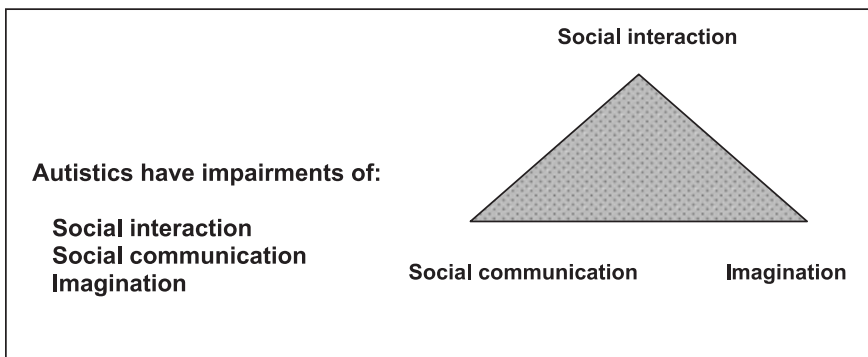 Social interaction
Autistics have impairments of:
Social interaction
Social communication
Imagination
Social communication
Imagination